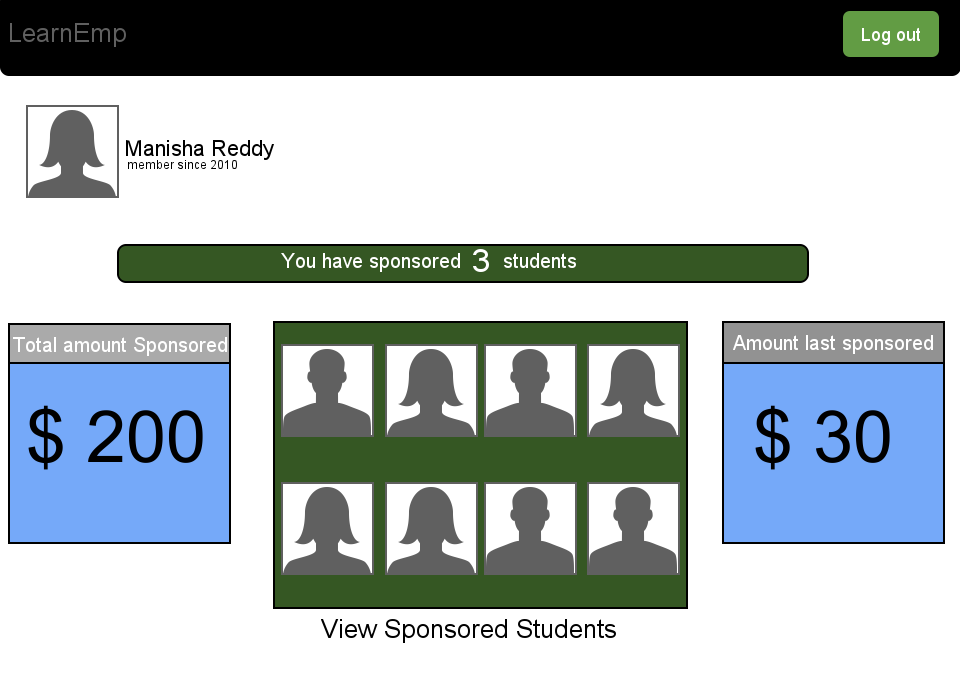 LearnEmp
Log out
Manisha Reddy
member since 2010
You have sponsored 3 students
Total amount Sponsored
$ 200
Amount last sponsored
$ 30
View Sponsored Students